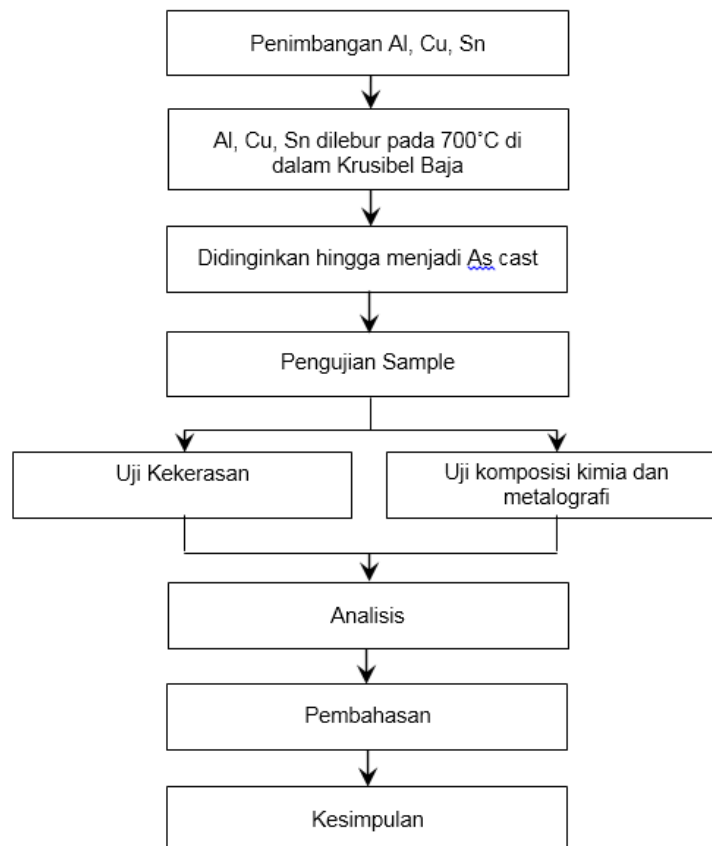 Penimbangan Al, Cu, Sn
Al, Cu, Sn dilebur pada 700˚C di
dalam Krusibel Baja
Didinginkan hingga menjadi As cast
Pengujian Sample
Uji Kekerasan
Uji komposisi kimia dan
metalografi
Analisis
Pembahasan
Kesimpulan